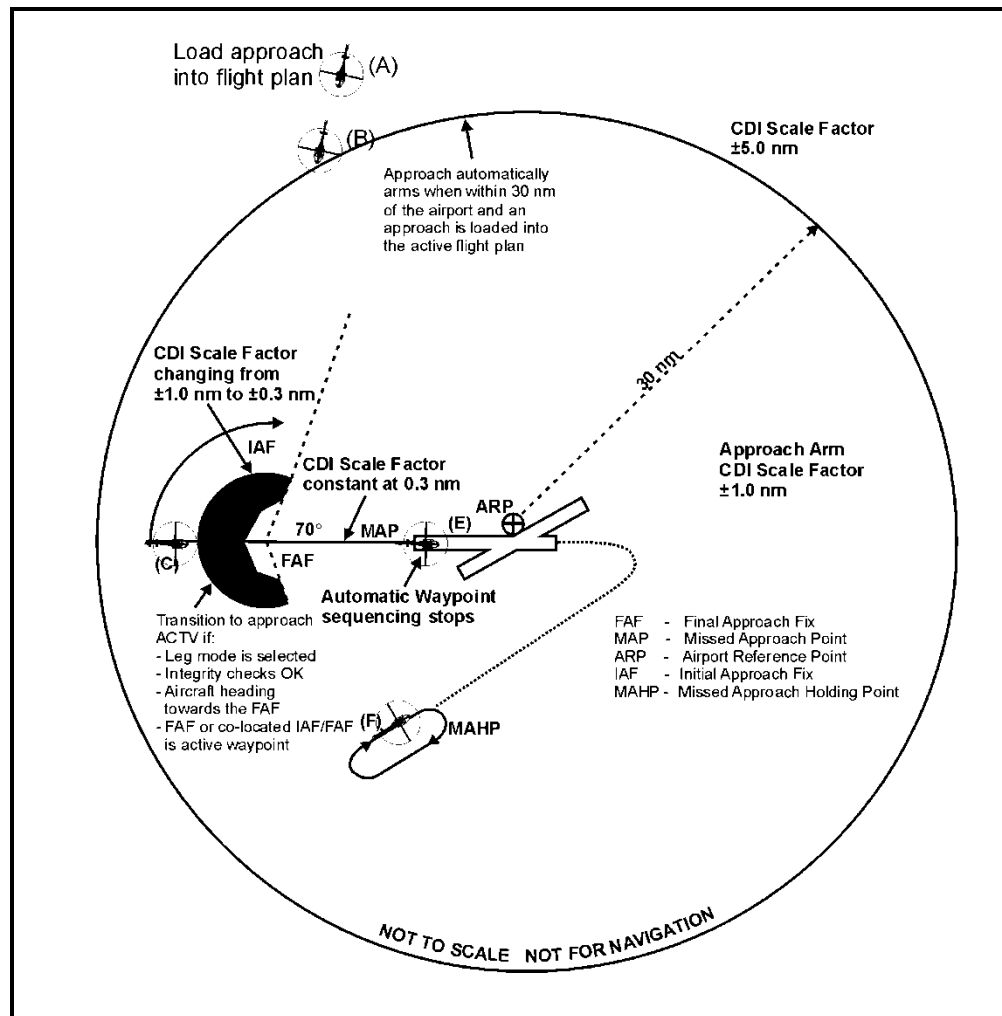 Load approach
into flight plan
(A)
(B)
CDI Scale Factor
±5.0 nm
Approach automatically
arms when within 30 nm
of the airport and an
approach is loaded into
the active flight plan
CDI Scale Factor
changing from
±1.0 nm to ±0.3 nm
30 nm
IAF
CDI Scale Factor
constant at 0.3 nm
Approach Arm
CDI Scale Factor
±1.0 nm
ARP
70°
MAP
(E)
(C)
FAF
Automatic Waypoint
sequencing stops
Transition to approach
ACTV if:
- Leg mode is selected
- Integrity checks OK
- Aircraft heading
towards the FAF
- FAF or co-located IAF/FAF
is active waypoint
FAF - Final Approach Fix
MAP - Missed Approach Point
ARP - Airport Reference Point
IAF - Initial Approach Fix
MAHP - Missed Approach Holding Point
(F)
MAHP
NOT TO SCALE NOT FOR NAVIGATION